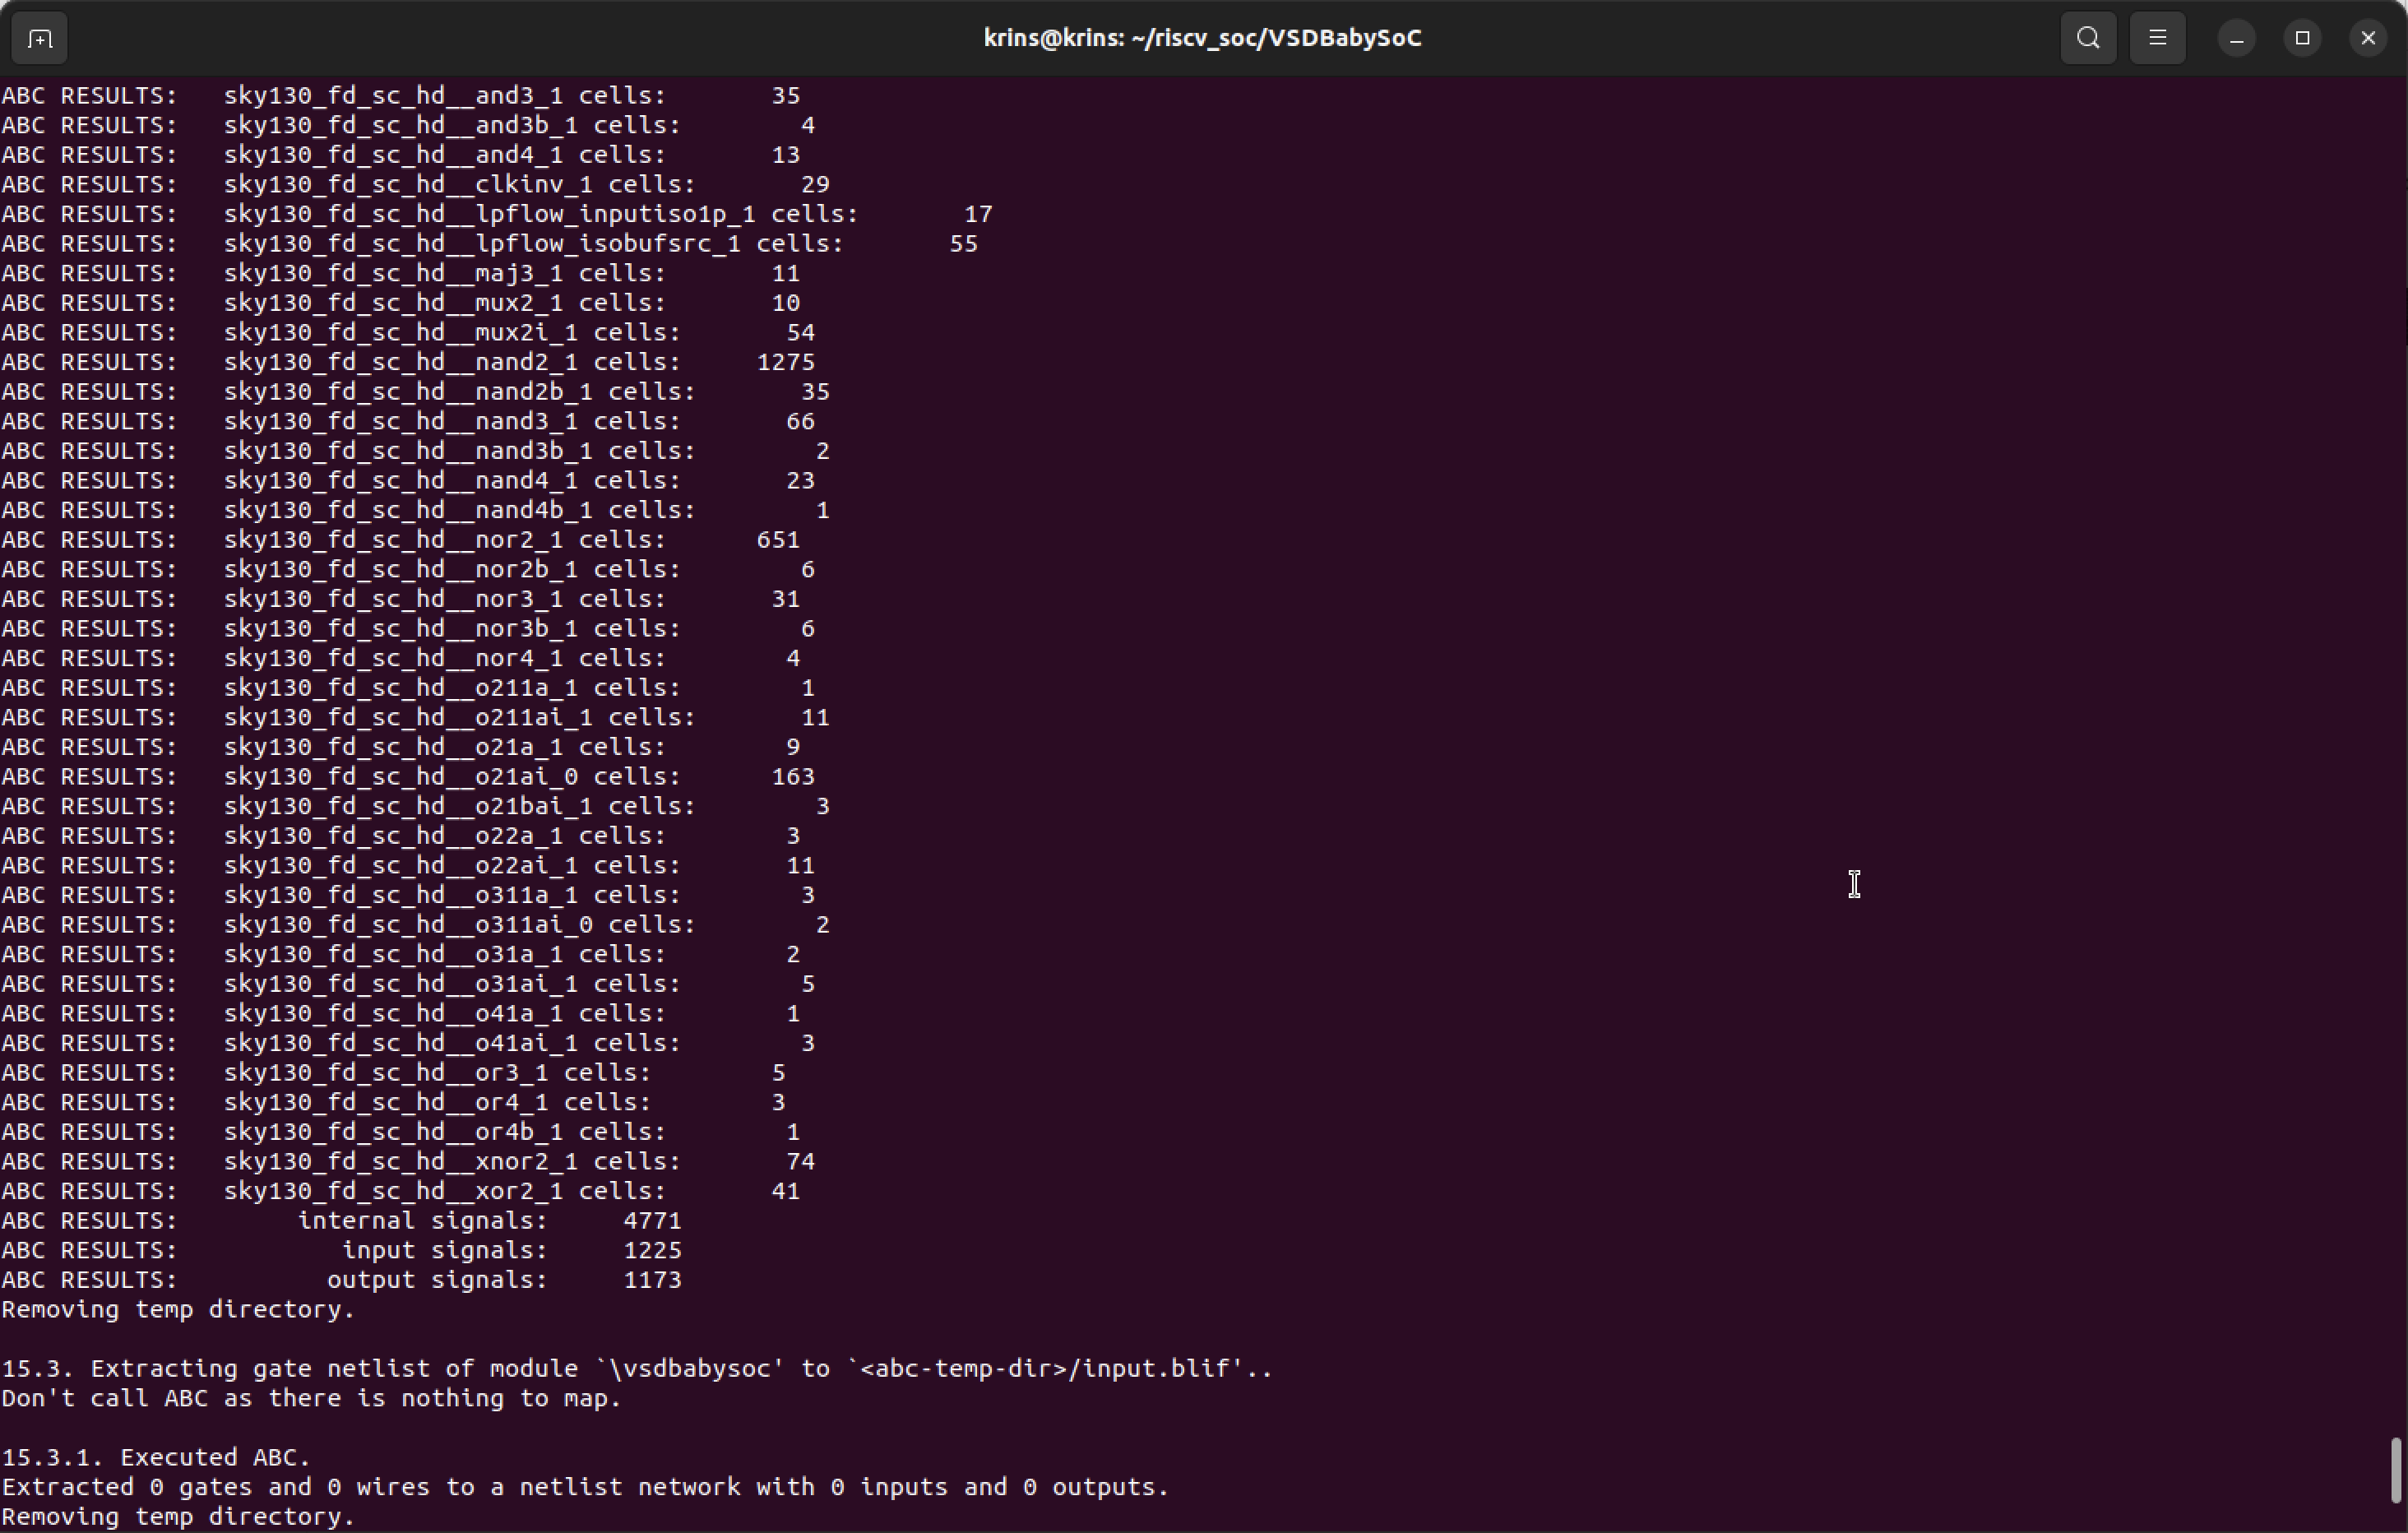 krins@krins: ~/riscv_soc/VSDBabySoC
ABC RESULTS:   sky130_fd_sc_hd__and3_1 cells:       35
ABC RESULTS:   sky130_fd_sc_hd__and3b_1 cells:        4
ABC RESULTS:   sky130_fd_sc_hd__and4_1 cells:       13
ABC RESULTS:   sky130_fd_sc_hd__clkinv_1 cells:       29
ABC RESULTS:   sky130_fd_sc_hd__lpflow_inputiso1p_1 cells:       17
ABC RESULTS:   sky130_fd_sc_hd__lpflow_isobufsrc_1 cells:       55
ABC RESULTS:   sky130_fd_sc_hd__maj3_1 cells:       11
ABC RESULTS:   sky130_fd_sc_hd__mux2_1 cells:       10
ABC RESULTS:   sky130_fd_sc_hd__mux2i_1 cells:       54
ABC RESULTS:   sky130_fd_sc_hd__nand2_1 cells:     1275
ABC RESULTS:   sky130_fd_sc_hd__nand2b_1 cells:       35
ABC RESULTS:   sky130_fd_sc_hd__nand3_1 cells:       66
ABC RESULTS:   sky130_fd_sc_hd__nand3b_1 cells:        2
ABC RESULTS:   sky130_fd_sc_hd__nand4_1 cells:       23
ABC RESULTS:   sky130_fd_sc_hd__nand4b_1 cells:        1
ABC RESULTS:   sky130_fd_sc_hd__nor2_1 cells:      651
ABC RESULTS:   sky130_fd_sc_hd__nor2b_1 cells:        6
ABC RESULTS:   sky130_fd_sc_hd__nor3_1 cells:       31
ABC RESULTS:   sky130_fd_sc_hd__nor3b_1 cells:        6
ABC RESULTS:   sky130_fd_sc_hd__nor4_1 cells:        4
ABC RESULTS:   sky130_fd_sc_hd__o211a_1 cells:        1
ABC RESULTS:   sky130_fd_sc_hd__o211ai_1 cells:       11
ABC RESULTS:   sky130_fd_sc_hd__o21a_1 cells:        9
ABC RESULTS:   sky130_fd_sc_hd__o21ai_0 cells:      163
ABC RESULTS:   sky130_fd_sc_hd__o21bai_1 cells:        3
ABC RESULTS:   sky130_fd_sc_hd__o22a_1 cells:        3
ABC RESULTS:   sky130_fd_sc_hd__o22ai_1 cells:       11
ABC RESULTS:   sky130_fd_sc_hd__o311a_1 cells:        3
ABC RESULTS:   sky130_fd_sc_hd__o311ai_0 cells:        2
ABC RESULTS:   sky130_fd_sc_hd__o31a_1 cells:        2
ABC RESULTS:   sky130_fd_sc_hd__o31ai_1 cells:        5
ABC RESULTS:   sky130_fd_sc_hd__o41a_1 cells:        1
ABC RESULTS:   sky130_fd_sc_hd__o41ai_1 cells:        3
ABC RESULTS:   sky130_fd_sc_hd__or3_1 cells:        5
ABC RESULTS:   sky130_fd_sc_hd__or4_1 cells:        3
ABC RESULTS:   sky130_fd_sc_hd__or4b_1 cells:        1
ABC RESULTS:   sky130_fd_sc_hd__xnor2_1 cells:       74
ABC RESULTS:   sky130_fd_sc_hd__xor2_1 cells:       41
ABC RESULTS:        internal signals:     4771
ABC RESULTS:           input signals:     1225
ABC RESULTS:          output signals:     1173
Removing temp directory.

15.3. Extracting gate netlist of module `\vsdbabysoc' to `<abc-temp-dir>/input.blif'..
Don't call ABC as there is nothing to map.

15.3.1. Executed ABC.
Extracted 0 gates and 0 wires to a netlist network with 0 inputs and 0 outputs.
Removing temp directory.